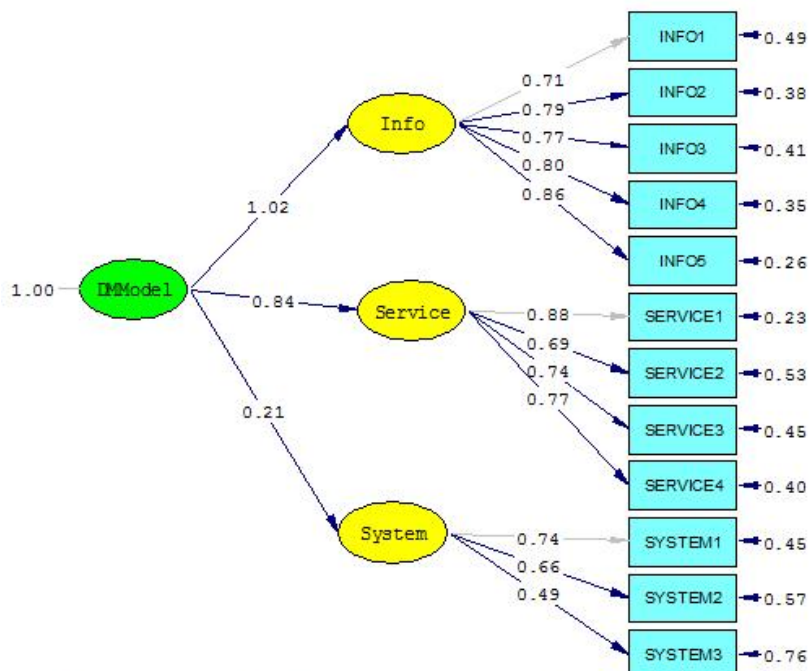 INFO1
0.49
0.71
INFO2
0.38
0.79
Info
INFO3
0.41
0.77
0.80
INFO4
0.35
0.86
1.02
INFO5
0.26
1.00
DMModel
0.84
Service
0.88
SERVICE1
0.23
0.69
SERVICE2
0.53
0.74
0.77
SERVICE3
0.45
0.21
SERVICE4
0.40
System
0.74
SYSTEM1
0.45
0.66
SYSTEM2
0.57
0.49
SYSTEM3
0.76